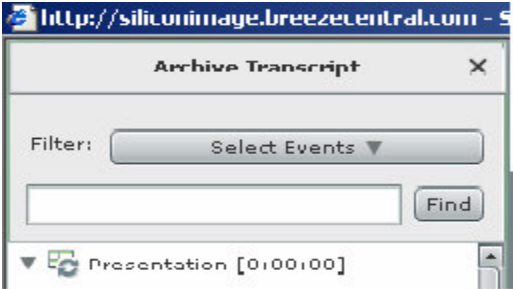 http://siliconimage.breezecentral.com - S
Archive Transcript
Filter: Select Events
Find
Presentation [0:00:00]